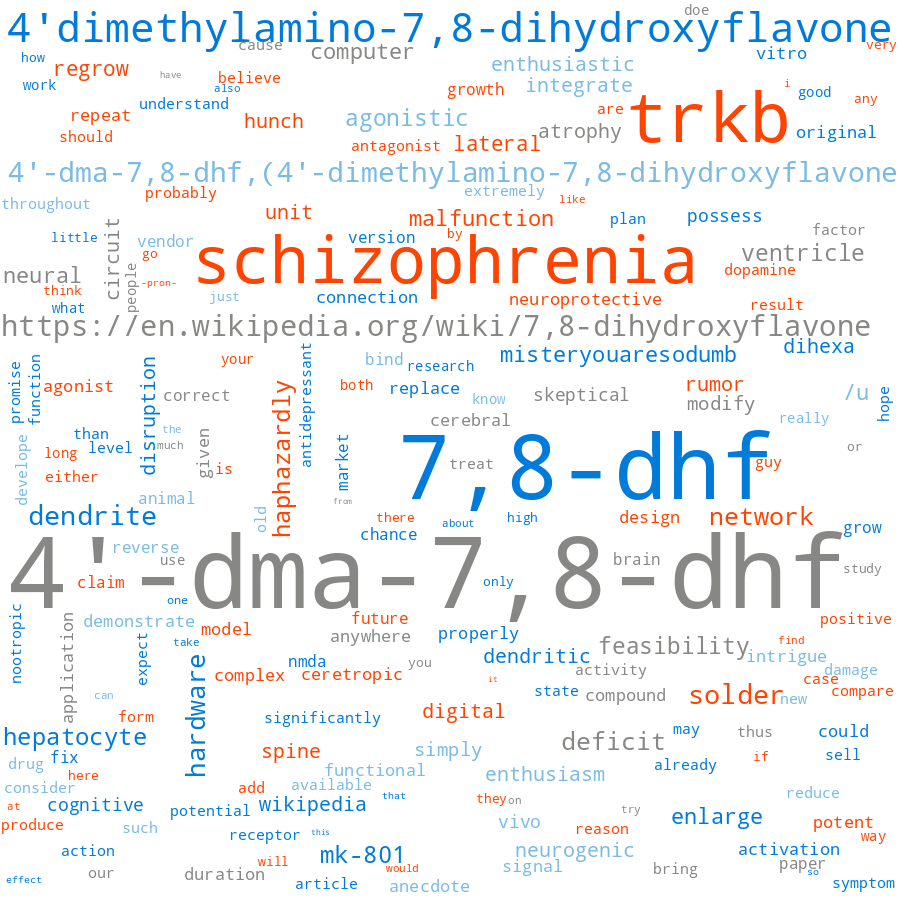 doe
4'dimethylamino-7,8-dihydroxyflavone
cause
very
how
computer
vitro
regrow
enthusiastic
have
believe
work
also
growth
integrate
i
good
any
understand
repeat
hunch
agonistic
are
trkb
atrophy
original
should
antagonist
lateral
4'-dma-7,8-dhf,(4'-dimethylamino-7,8-dihydroxyflavone
probably
extremely
like
throughout
unit
malfunction
plan
possess
little
vendor
version
by
factor
circuit
go
schizophrenia
ventricle
neural
people
-pron-
dopamine
think
what
just
connection
neuroprotective
result
https://en.wikipedia.org/wiki/7,8-dihydroxyflavone
misteryouaresodumb
dihexa
promise
function
your
bind
research
agonist
correct
antidepressant
both
replace
skeptical
rumor
modify
/u
hope
disruption
haphazardly
know
cerebral
really
than
the
level
much
given
long
is
market
7,8-dhf
treat
guy
or
develope
either
animal
from
old
dendrite
there
about
high
design
network
chance
grow
4'-dma-7,8-dhf
reverse
use
brain
study
claim
only
one
nootropic
application
demonstrate
expect
take
model
future
anywhere
properly
positive
find
feasibility
intrigue
dendritic
nmda
you
activity
damage
complex
ceretropic
it
case
hardware
can
state
compound
solder
new
compare
form
significantly
digital
may
thus
could
hepatocyte
fix
spine
simply
deficit
if
sell
drug
here
functional
enthusiasm
already
consider
add
available
reduce
at
cognitive
potential
wikipedia
that
they
on
try
enlarge
produce
such
receptor
this
vivo
reason
potent
way
action
mk-801
neurogenic
activation
will
would
signal
bring
paper
so
effect
our
duration
article
anecdote
symptom